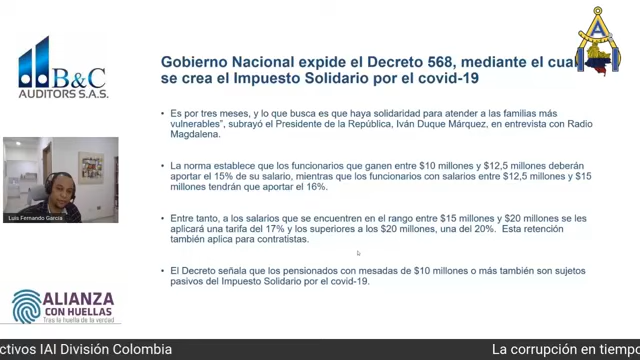 B&C
AUDITORS S.A.S.
Gobierno Nacional expide el Decreto 568, mediante el cual
se crea el Impuesto Solidario por el covid-19
• Es por tres meses, y lo que busca es que haya solidaridad para atender a las familias más
vulnerables”, subrayó el Presidente de la República, Iván Duque Márquez, en entrevista con Radio
Magdalena.
• La norma establece que los funcionarios que ganen entre $10 millones y $12,5 millones deberán
aportar el 15% de su salario, mientras que los funcionarios con salarios entre $12,5 millones y $15
millones tendrán que aportar el 16%.
• Entre tanto, a los salarios que se encuentren en el rango entre $15 millones y $20 millones se les
aplicará una tarifa del 17% y los superiores a los $20 millones, una del 20%. Esta retención
también aplica para contratistas.
• El Decreto señala que los pensionados con mesadas de $10 millones o más también son sujetos
pasivos del Impuesto Solidario por el covid-19.
Luis Fernando Garcia
ALIANZA
CON HUELLAS
Tras la huella de la verdad
ctivos IAI División Colombia
La corrupción en tiempo